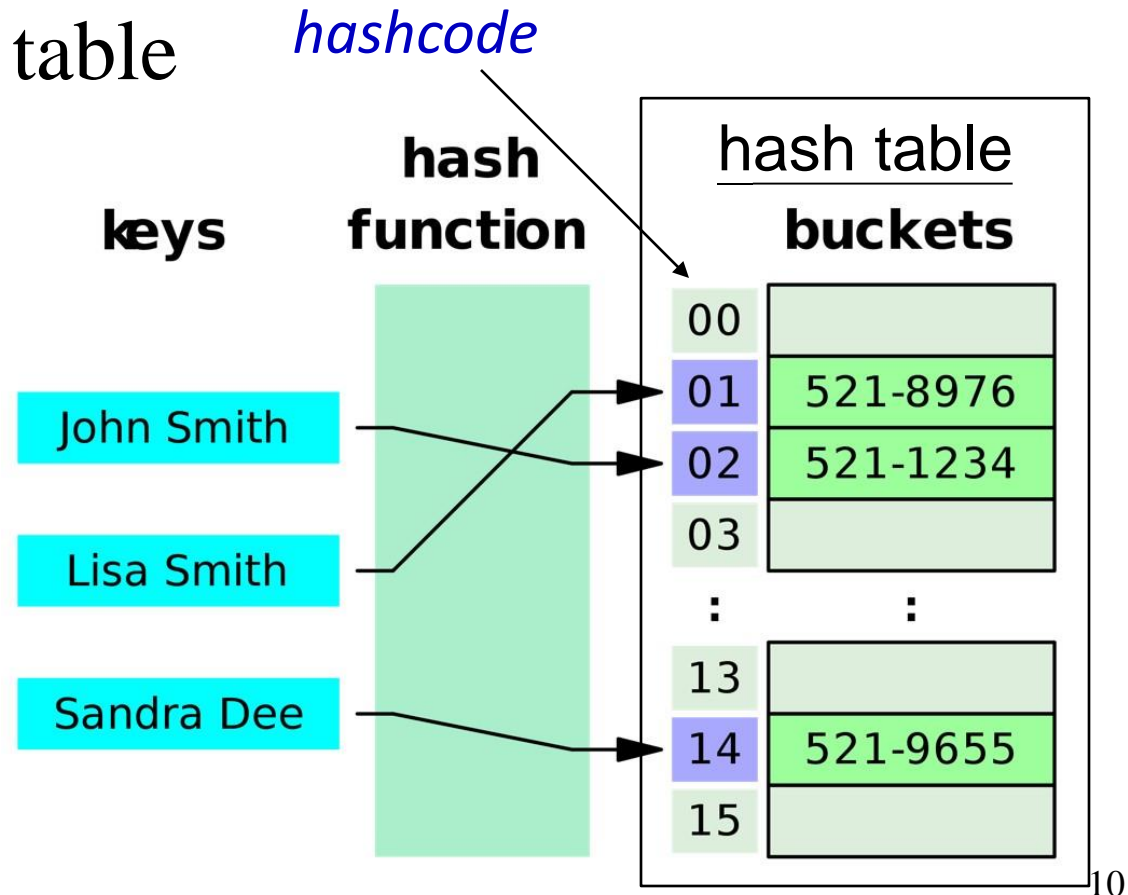 table
hashcode
hash table
keys
hash
function
buckets
John Smith
Lisa Smith
Sandra Dee
00
01 521-8976
02 521-1234
03
: :
13
14 521-9655
15
10